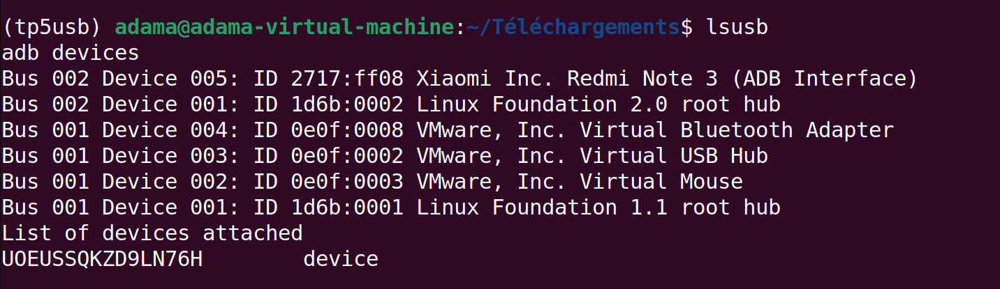 (tp5usb) adama@adama-virtual-machine:~/Téléchargements$ lsusb
adb devices
Bus 002 Device 005: ID 2717:ff08 Xiaomi Inc. Redmi Note 3 (ADB Interface)
Bus 002 Device 001: ID 1d6b:0002 Linux Foundation 2.0 root hub
Bus 001 Device 004: ID 0e0f:0008 VMware, Inc. Virtual Bluetooth Adapter
Bus 001 Device 003: ID 0e0f:0002 VMware, Inc. Virtual USB Hub
Bus 001 Device 002: ID 0e0f:0003 VMware, Inc. Virtual Mouse
Bus 001 Device 001: ID 1d6b:0001 Linux Foundation 1.1 root hub
List of devices attached
UOEUSSQKZD9LN76H        device